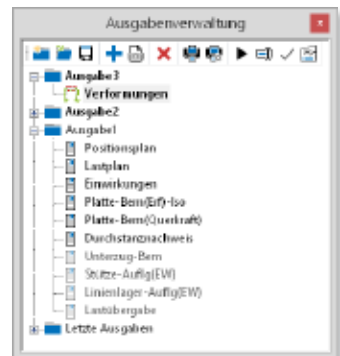 Ausgabenverwaltung
Ausgabe3
Verformungen
Ausgabe2
Ausgabe1
Positionsplan
Lastplan
Einwirkungen
Platte-Bem(Erf)-Iso
Platte-Bem(Querkraft)
Durchstanznachweis
Unterzug-Bem
Stütze-Auflg(EW)
Linienlager-Auflg(EW)
Lastübergabe
Letzte Ausgaben